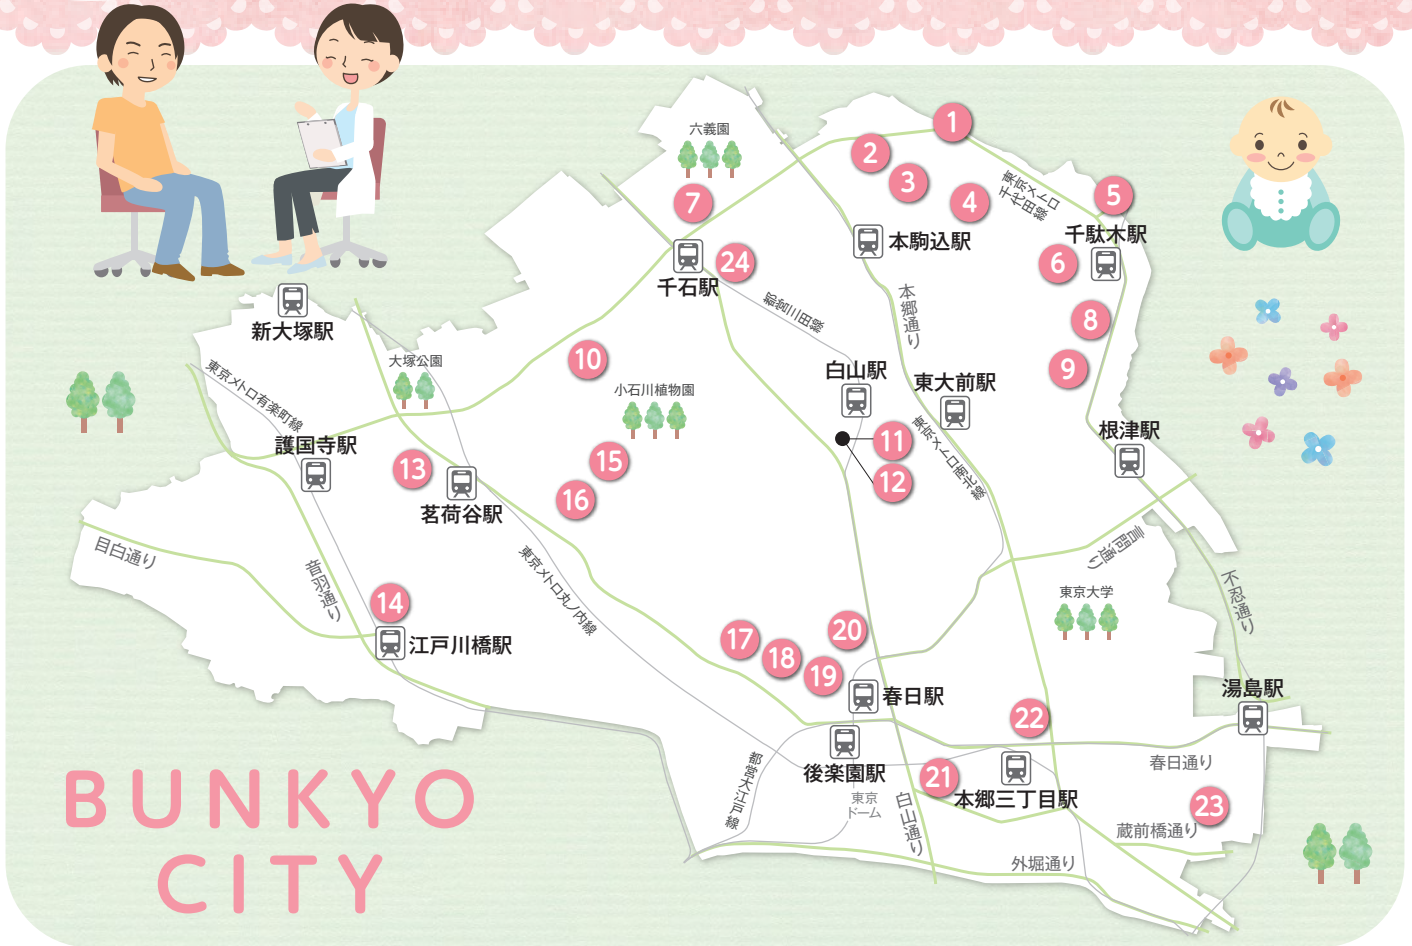 六義園
1
2
3
4
5
7
東京メトロ
千代田線
千駄木駅
本駒込駅
24
6
千石駅
都営三田線
本郷通り
新大塚駅
8
大塚公園
10
9
東京メトロ有楽町線
小石川植物園
白山駅
東大前駅
護国寺駅
11
東京メトロ南北線
根津駅
13
15
12
茗荷谷駅
16
目白通り
音羽通り
東京メトロ丸ノ内線
言問通り
不忍通り
東京大学
14
江戸川橋駅
17
18
20
19
春日駅
湯島駅
22
後楽園駅
都営大江戸線
春日通り
21
本郷三丁目駅
東京
ドーム
白山通り
23
蔵前橋通り
外堀通り
BUNKYO
CITY